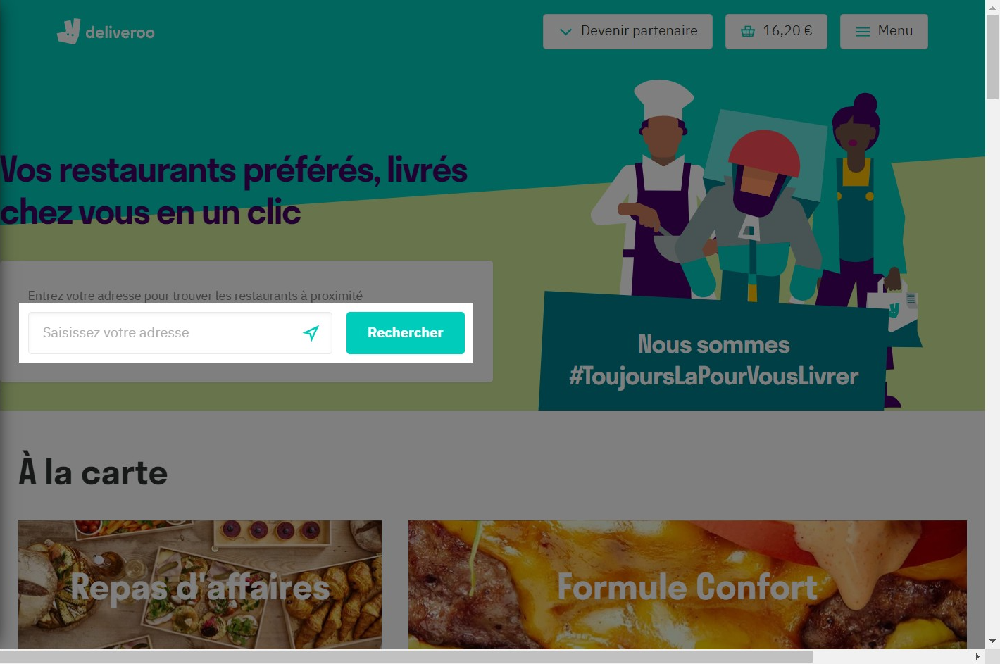 deliveroo
Devenir partenaire
16,20 €
Menu
Vos restaurants préférés, livrés
chez vous en un clic
Entrez votre adresse pour trouver les restaurants à proximité
Saisissez votre adresse
Rechercher
Nous sommes
#ToujoursLaPourVousLivrer
À la carte
Repas d'affaires
Formule Confort